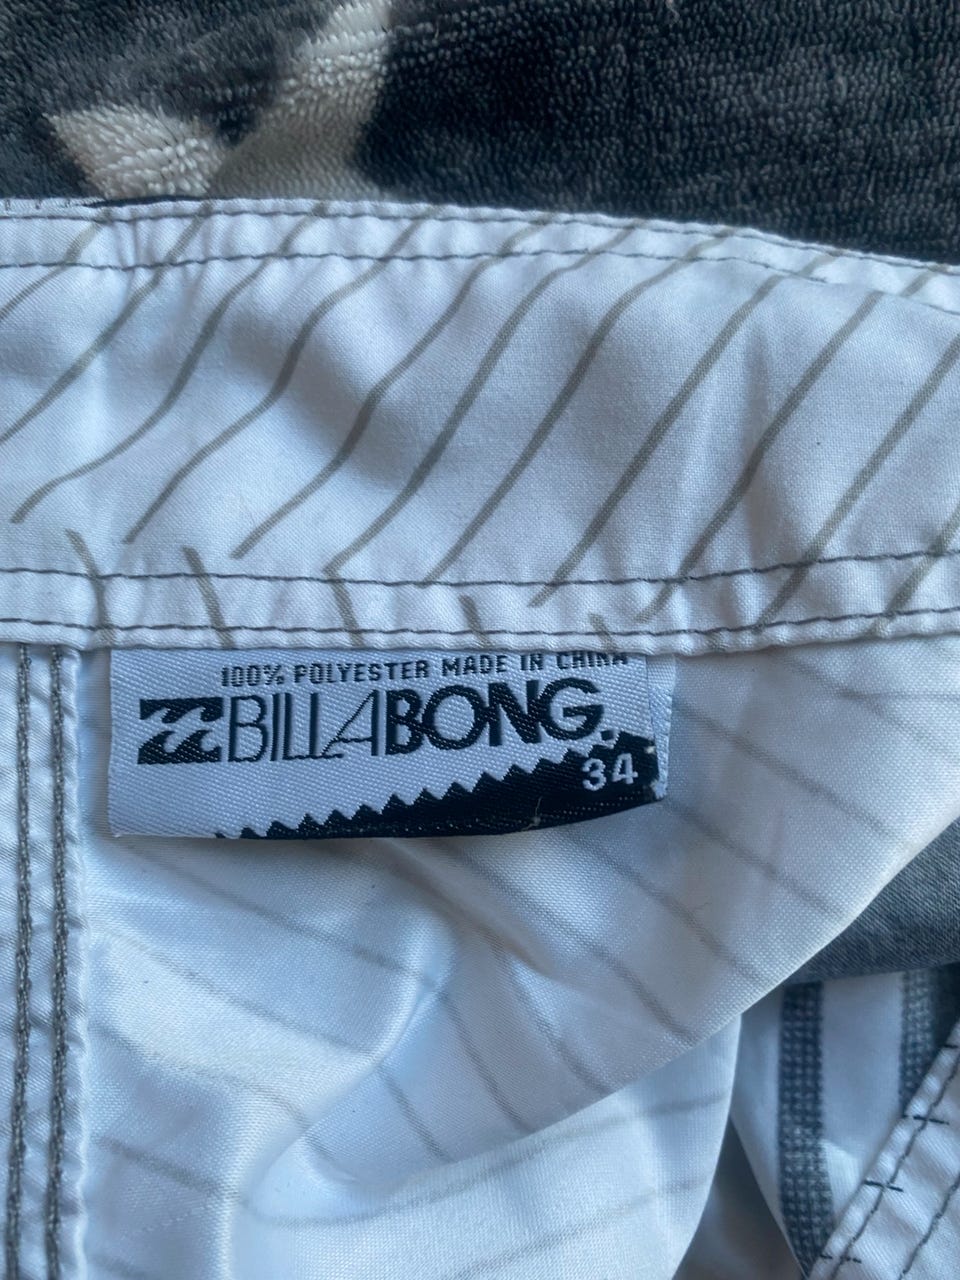 100% POLYESTER MADE IN CHINA
BILLABONG.
34